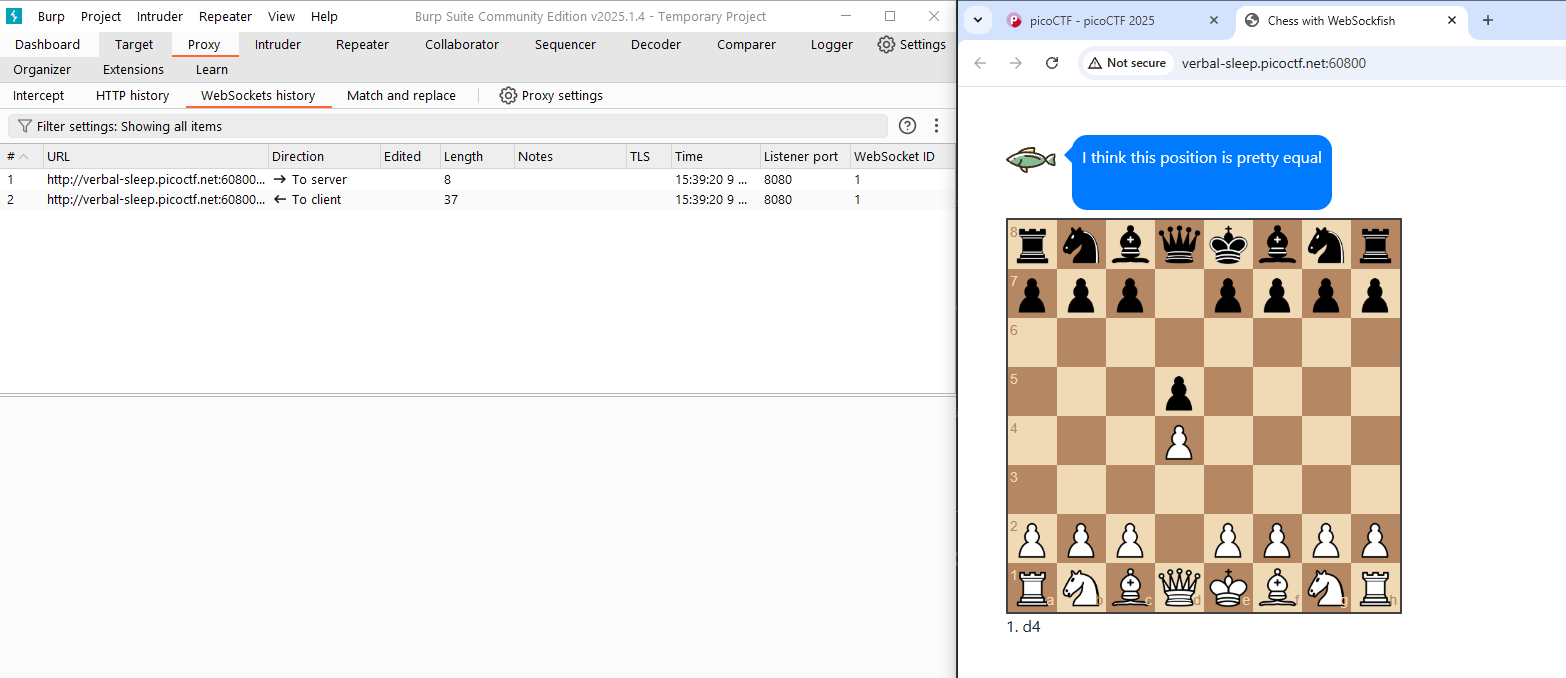 Burp Project Intruder Repeater View Help Burp Suite Community Edition v2025.1.4 - Temporary Project
Dashboard Target Proxy Intruder Repeater Collaborator Sequencer Decoder Comparer Logger Settings
Organizer Extensions Learn
Intercept HTTP history WebSockets history Match and replace Proxy settings
Filter settings: Showing all items
# URL Direction Edited Length Notes TLS Time Listener port WebSocket ID
1 http://verbal-sleep.picoctf.net:60800... → To server 8 15:39:20 9 ... 8080 1
2 http://verbal-sleep.picoctf.net:60800... ← To client 37 15:39:20 9 ... 8080 1
picoCTF - picoCTF 2025 Chess with WebSockfish
Not secure verbal-sleep.picoctf.net:60800
I think this position is pretty equal
8
7
6
5
4
3
2
1
a b c d e f g h
1. d4